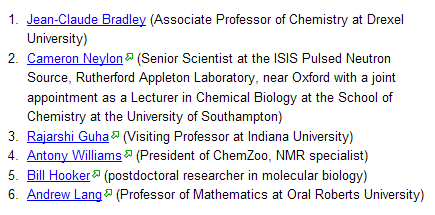 1. Jean-Claude Bradley (Associate Professor of Chemistry at Drexel
University)
2. Cameron Neylon (Senior Scientist at the ISIS Pulsed Neutron
Source, Rutherford Appleton Laboratory, near Oxford with a joint
appointment as a Lecturer in Chemical Biology at the School of
Chemistry at the University of Southampton)
3. Rajarshi Guha (Visiting Professor at Indiana University)
4. Antony Williams (President of ChemZoo, NMR specialist)
5. Bill Hooker (postdoctoral researcher in molecular biology)
6. Andrew Lang (Professor of Mathematics at Oral Roberts University)